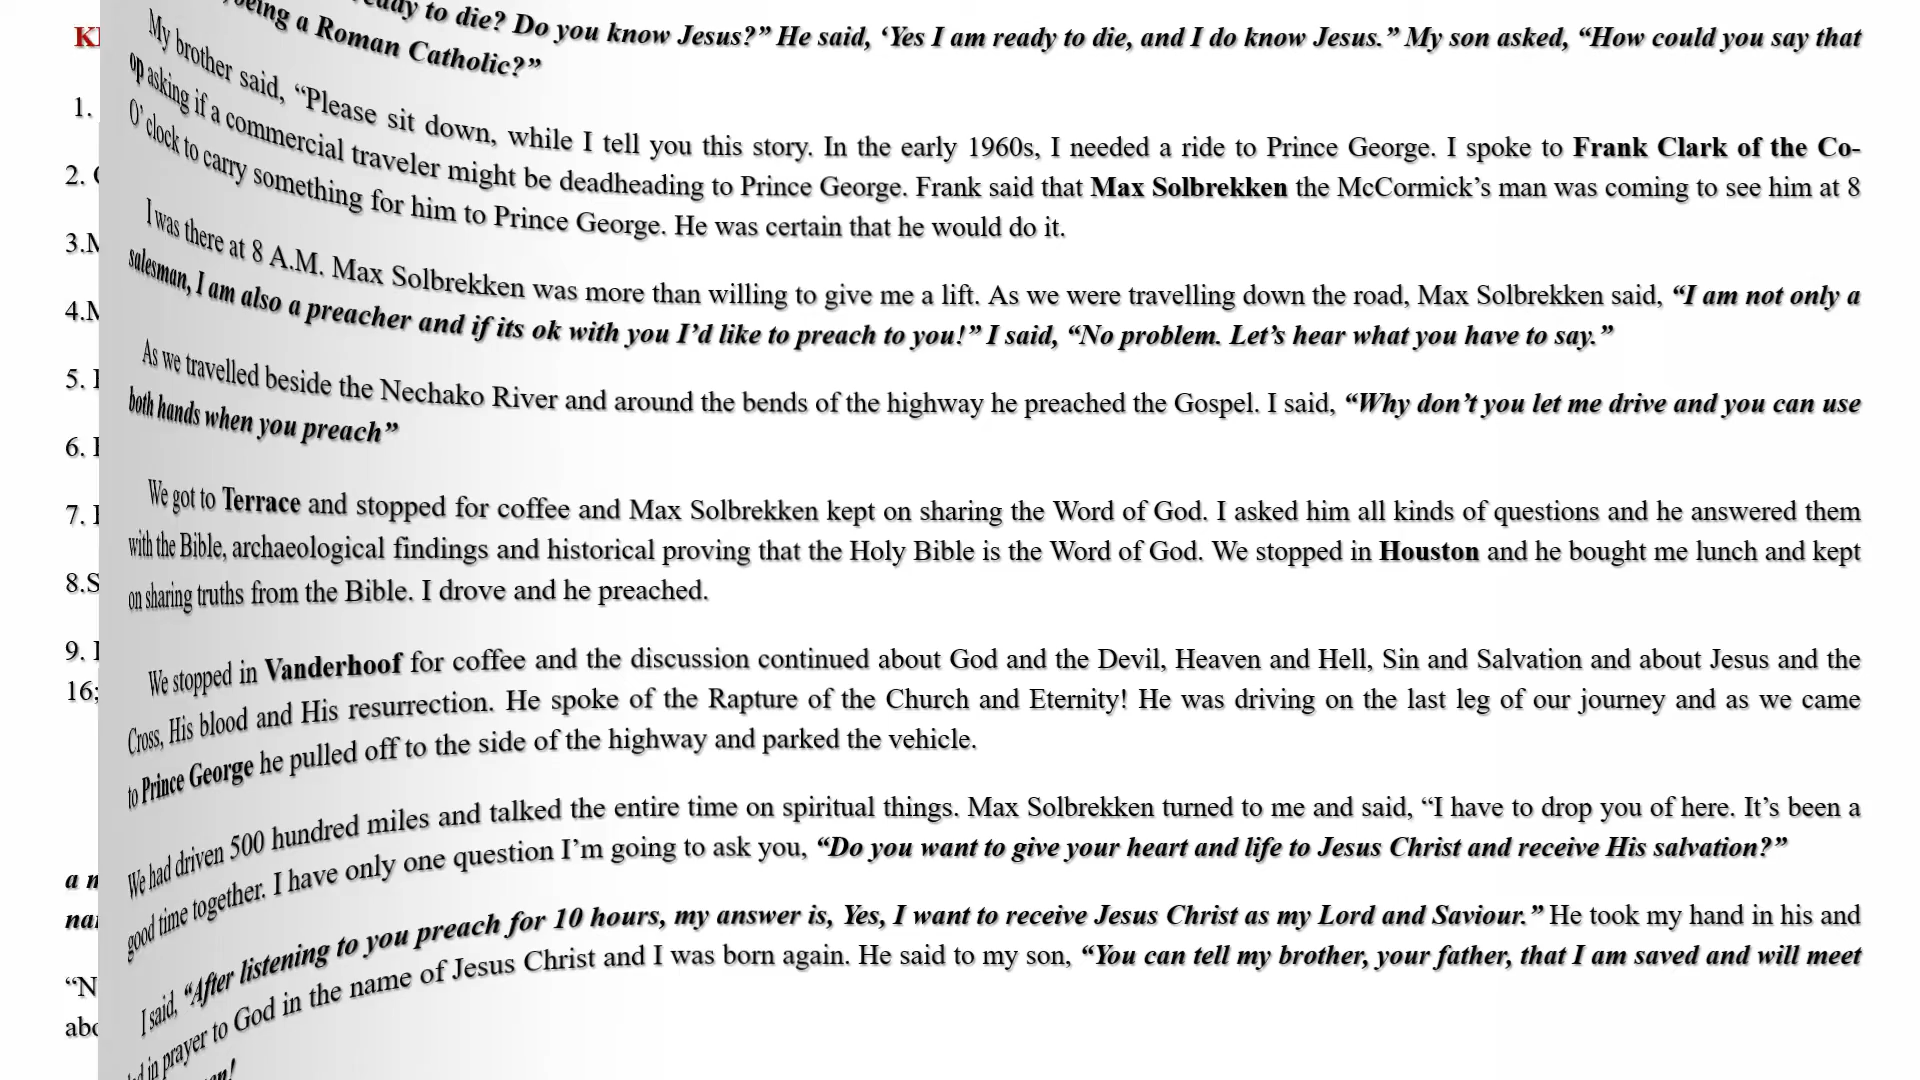 eady to die? Do you know Jesus?” He said, ‘Yes I am ready to die, and I do know Jesus.” My son asked, “How could you say that
being a Roman Catholic?”
My brother said, “Please sit down, while I tell you this story. In the early 1960s, I needed a ride to Prince George. I spoke to Frank Clark of the Co-
op asking if a commercial traveler might be deadheading to Prince George. Frank said that Max Solbrekken the McCormick’s man was coming to see him at 8
O’ clock to carry something for him to Prince George. He was certain that he would do it.
I was there at 8 A.M. Max Solbrekken was more than willing to give me a lift. As we were travelling down the road, Max Solbrekken said, “I am not only a
salesman, I am also a preacher and if its ok with you I’d like to preach to you!” I said, “No problem. Let’s hear what you have to say.”
As we travelled beside the Nechako River and around the bends of the highway he preached the Gospel. I said, “Why don’t you let me drive and you can use
both hands when you preach”
We got to Terrace and stopped for coffee and Max Solbrekken kept on sharing the Word of God. I asked him all kinds of questions and he answered them
with the Bible, archaeological findings and historical proving that the Holy Bible is the Word of God. We stopped in Houston and he bought me lunch and kept
on sharing truths from the Bible. I drove and he preached.
We stopped in Vanderhoof for coffee and the discussion continued about God and the Devil, Heaven and Hell, Sin and Salvation and about Jesus and the
Cross, His blood and His resurrection. He spoke of the Rapture of the Church and Eternity! He was driving on the last leg of our journey and as we came
to Prince George he pulled off to the side of the highway and parked the vehicle.
We had driven 500 hundred miles and talked the entire time on spiritual things. Max Solbrekken turned to me and said, “I have to drop you of here. It’s been a
good time together. I have only one question I’m going to ask you, “Do you want to give your heart and life to Jesus Christ and receive His salvation?”
I said, “After listening to you preach for 10 hours, my answer is, Yes, I want to receive Jesus Christ as my Lord and Saviour.” He took my hand in his and
in prayer to God in the name of Jesus Christ and I was born again. He said to my son, “You can tell my brother, your father, that I am saved and will meet
1.
2.
3.
4.
5.
6.
7.
8.
9.
16;